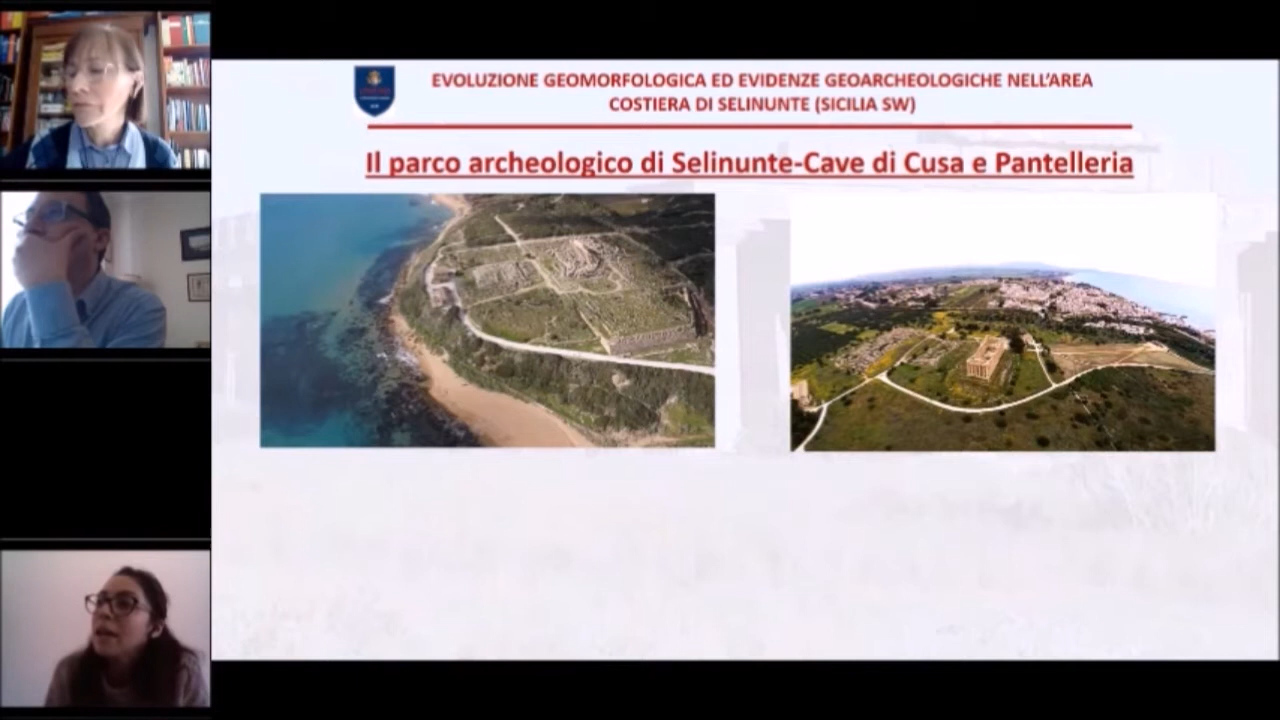 EVOLUZIONE GEOMORFOLOGICA ED EVIDENZE GEOARCHEOLOGICHE NELL'AREA
COSTIERA DI SELINUNTE (SICILIA SW)
Il parco archeologico di Selinunte-Cave di Cusa e Pantelleria